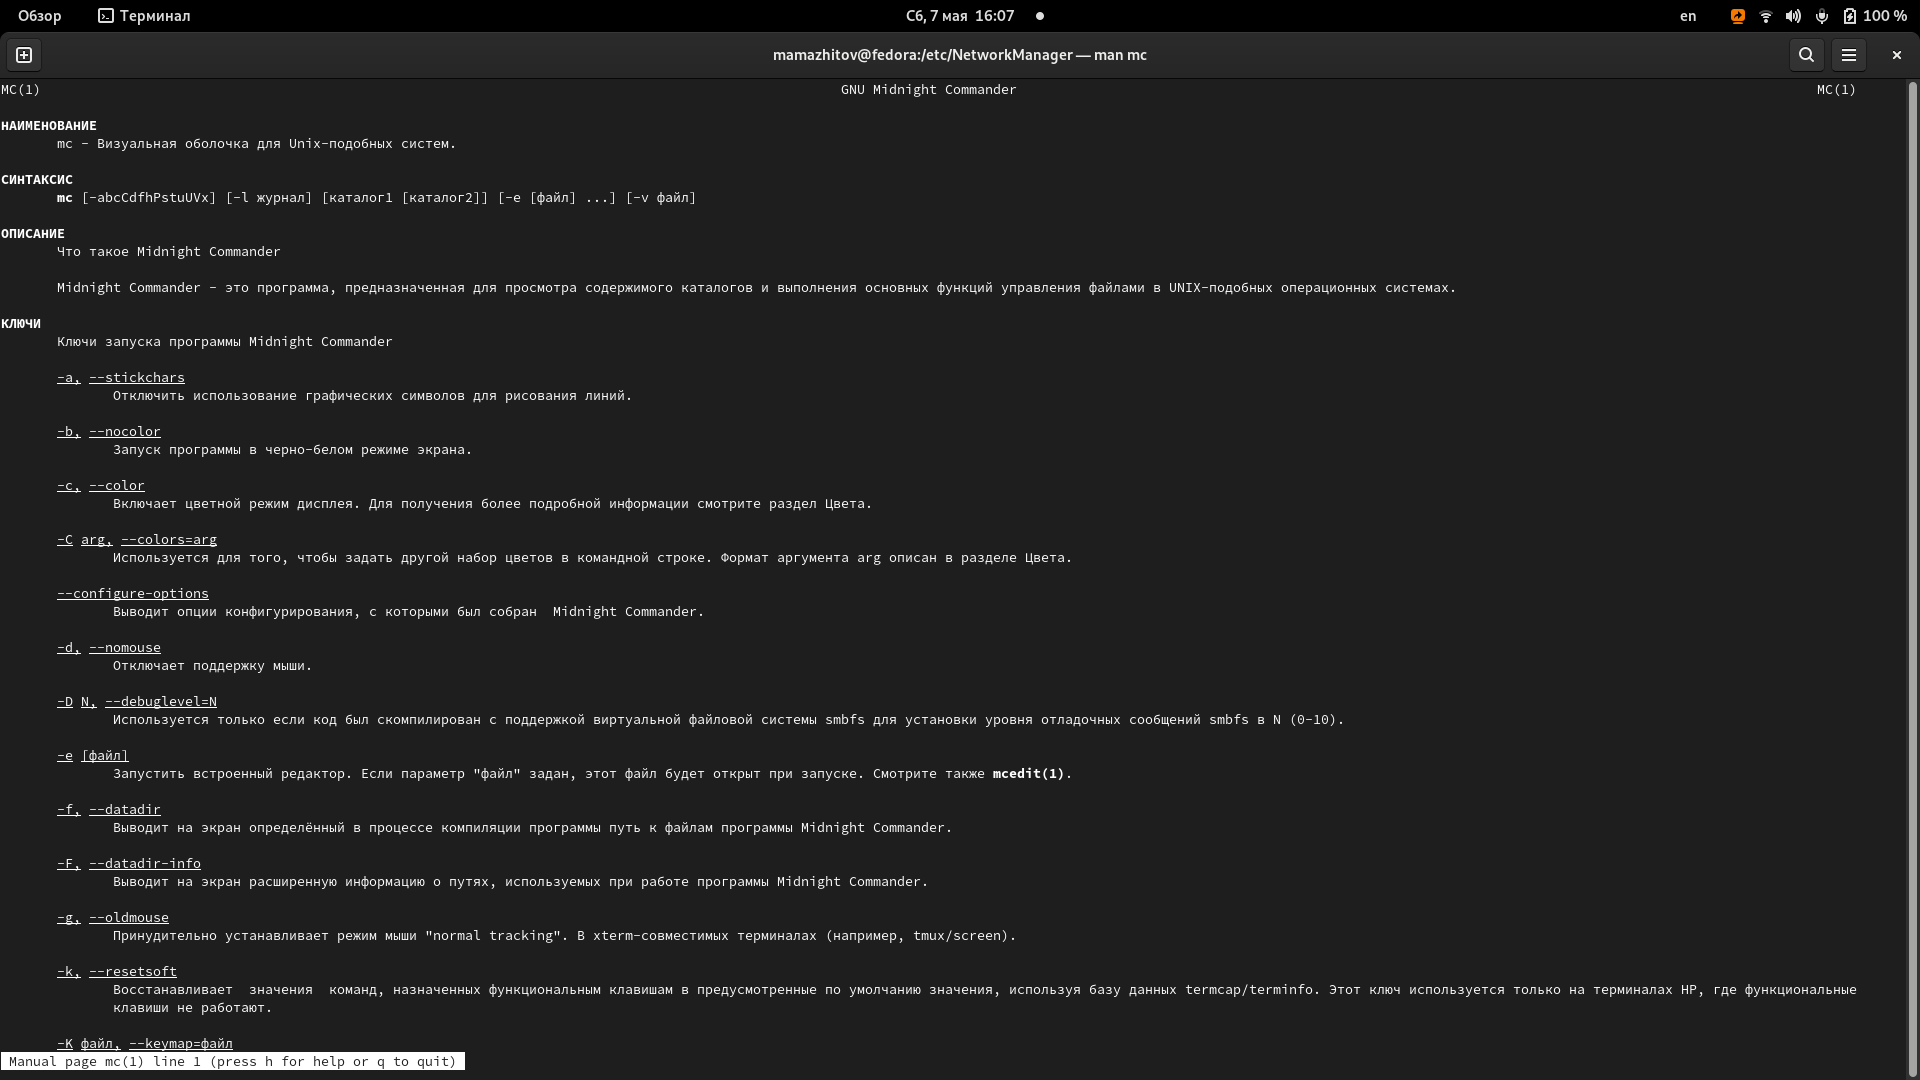 Обзор Терминал Сб, 7 мая 16:07 en 100 %
mamazhitov@fedora:/etc/NetworkManager — man mc
MC(1) GNU Midnight Commander MC(1)
НАИМЕНОВАНИЕ
mc - Визуальная оболочка для Unix-подобных систем.
СИНТАКСИС
mc [-abcCdfhPstuUVx] [-l журнал] [каталог1 [каталог2]] [-e [файл] ...] [-v файл]
ОПИСАНИЕ
Что такое Midnight Commander
Midnight Commander - это программа, предназначенная для просмотра содержимого каталогов и выполнения основных функций управления файлами в UNIX-подобных операционных системах.
КЛЮЧИ
Ключи запуска программы Midnight Commander
-a, --stickchars
Отключить использование графических символов для рисования линий.
-b, --nocolor
Запуск программы в черно-белом режиме экрана.
-c, --color
Включает цветной режим дисплея. Для получения более подробной информации смотрите раздел Цвета.
-C arg, --colors=arg
Используется для того, чтобы задать другой набор цветов в командной строке. Формат аргумента arg описан в разделе Цвета.
--configure-options
Выводит опции конфигурирования, с которыми был собран  Midnight Commander.
-d, --nomouse
Отключает поддержку мыши.
-D N, --debuglevel=N
Используется только если код был скомпилирован с поддержкой виртуальной файловой системы smbfs для установки уровня отладочных сообщений smbfs в N (0-10).
-e [файл]
Запустить встроенный редактор. Если параметр "файл" задан, этот файл будет открыт при запуске. Смотрите также mcedit(1).
-f, --datadir
Выводит на экран определённый в процессе компиляции программы путь к файлам программы Midnight Commander.
-F, --datadir-info
Выводит на экран расширенную информацию о путях, используемых при работе программы Midnight Commander.
-g, --oldmouse
Принудительно устанавливает режим мыши "normal tracking". В xterm-совместимых терминалах (например, tmux/screen).
-k, --resetsoft
Восстанавливает  значения  команд, назначенных функциональным клавишам в предусмотренные по умолчанию значения, используя базу данных termcap/terminfo. Этот ключ используется только на терминалах HP, где функциональные
клавиши не работают.
-K файл, --keymap=файл
Manual page mc(1) line 1 (press h for help or q to quit)